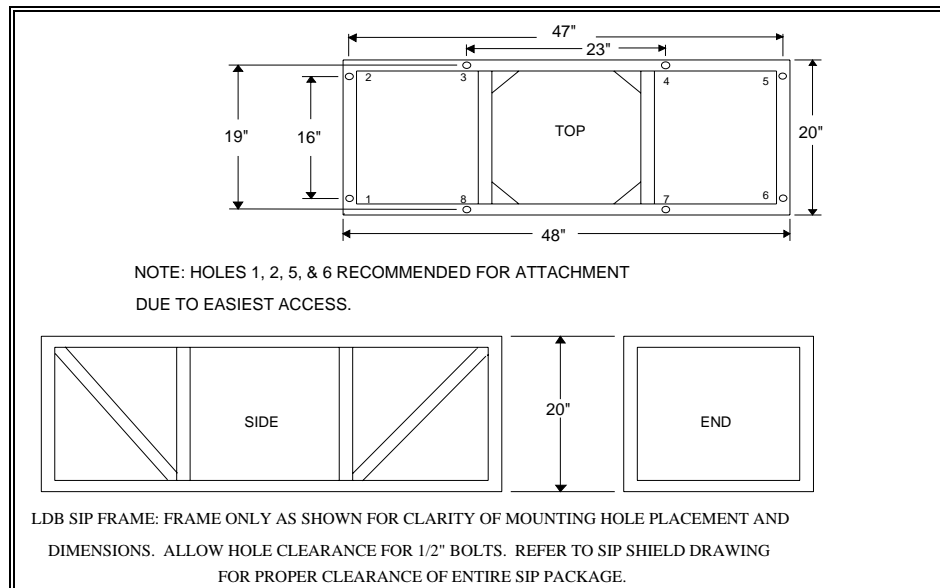 47"
23"
2 3 4 5
19" 16" TOP 20"
1 8 7 6
48"
NOTE: HOLES 1, 2, 5, & 6 RECOMMENDED FOR ATTACHMENT
DUE TO EASIEST ACCESS.
SIDE 20" END
LDB SIP FRAME: FRAME ONLY AS SHOWN FOR CLARITY OF MOUNTING HOLE PLACEMENT AND
DIMENSIONS. ALLOW HOLE CLEARANCE FOR 1/2" BOLTS. REFER TO SIP SHIELD DRAWING
FOR PROPER CLEARANCE OF ENTIRE SIP PACKAGE.